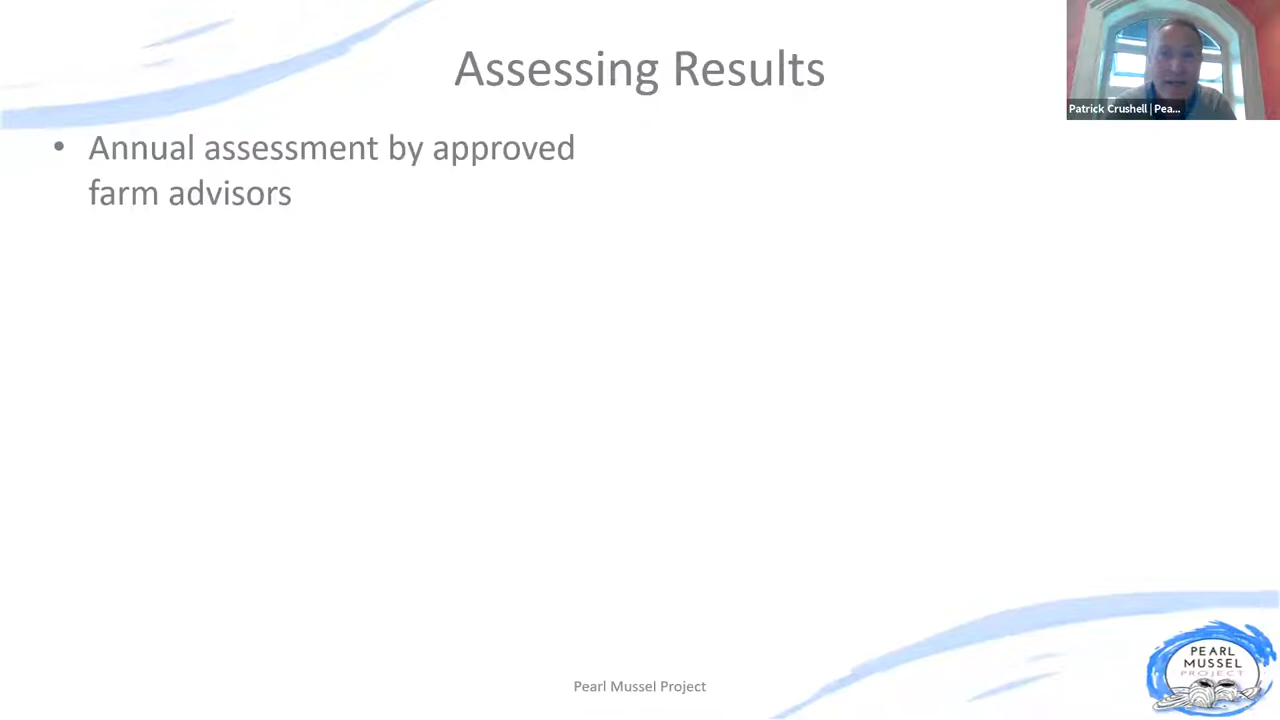 Assessing Results
Patrick Crushell | Pea...
• Annual assessment by approved
farm advisors
Pearl Mussel Project
PEARL
MUSSEL
PROJECT